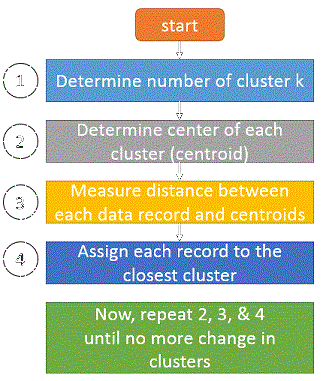 start
1
Determine number of cluster k
2
Determine center of each
cluster (centroid)
3
Measure distance between
each data record and centroids
4
Assign each record to the
closest cluster
Now, repeat 2, 3, & 4
until no more change in
clusters